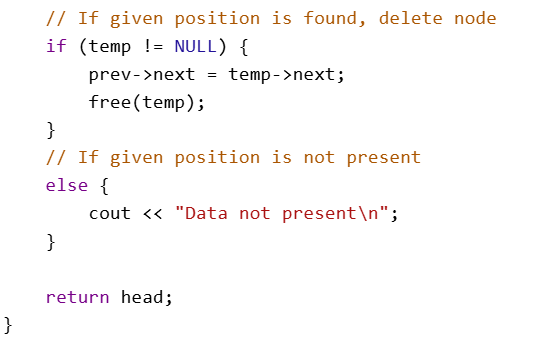 // If given position is found, delete node
    if (temp != NULL) {
        prev->next = temp->next;
        free(temp);
    }
    // If given position is not present
    else {
        cout << "Data not present\n";
    }

    return head;
}